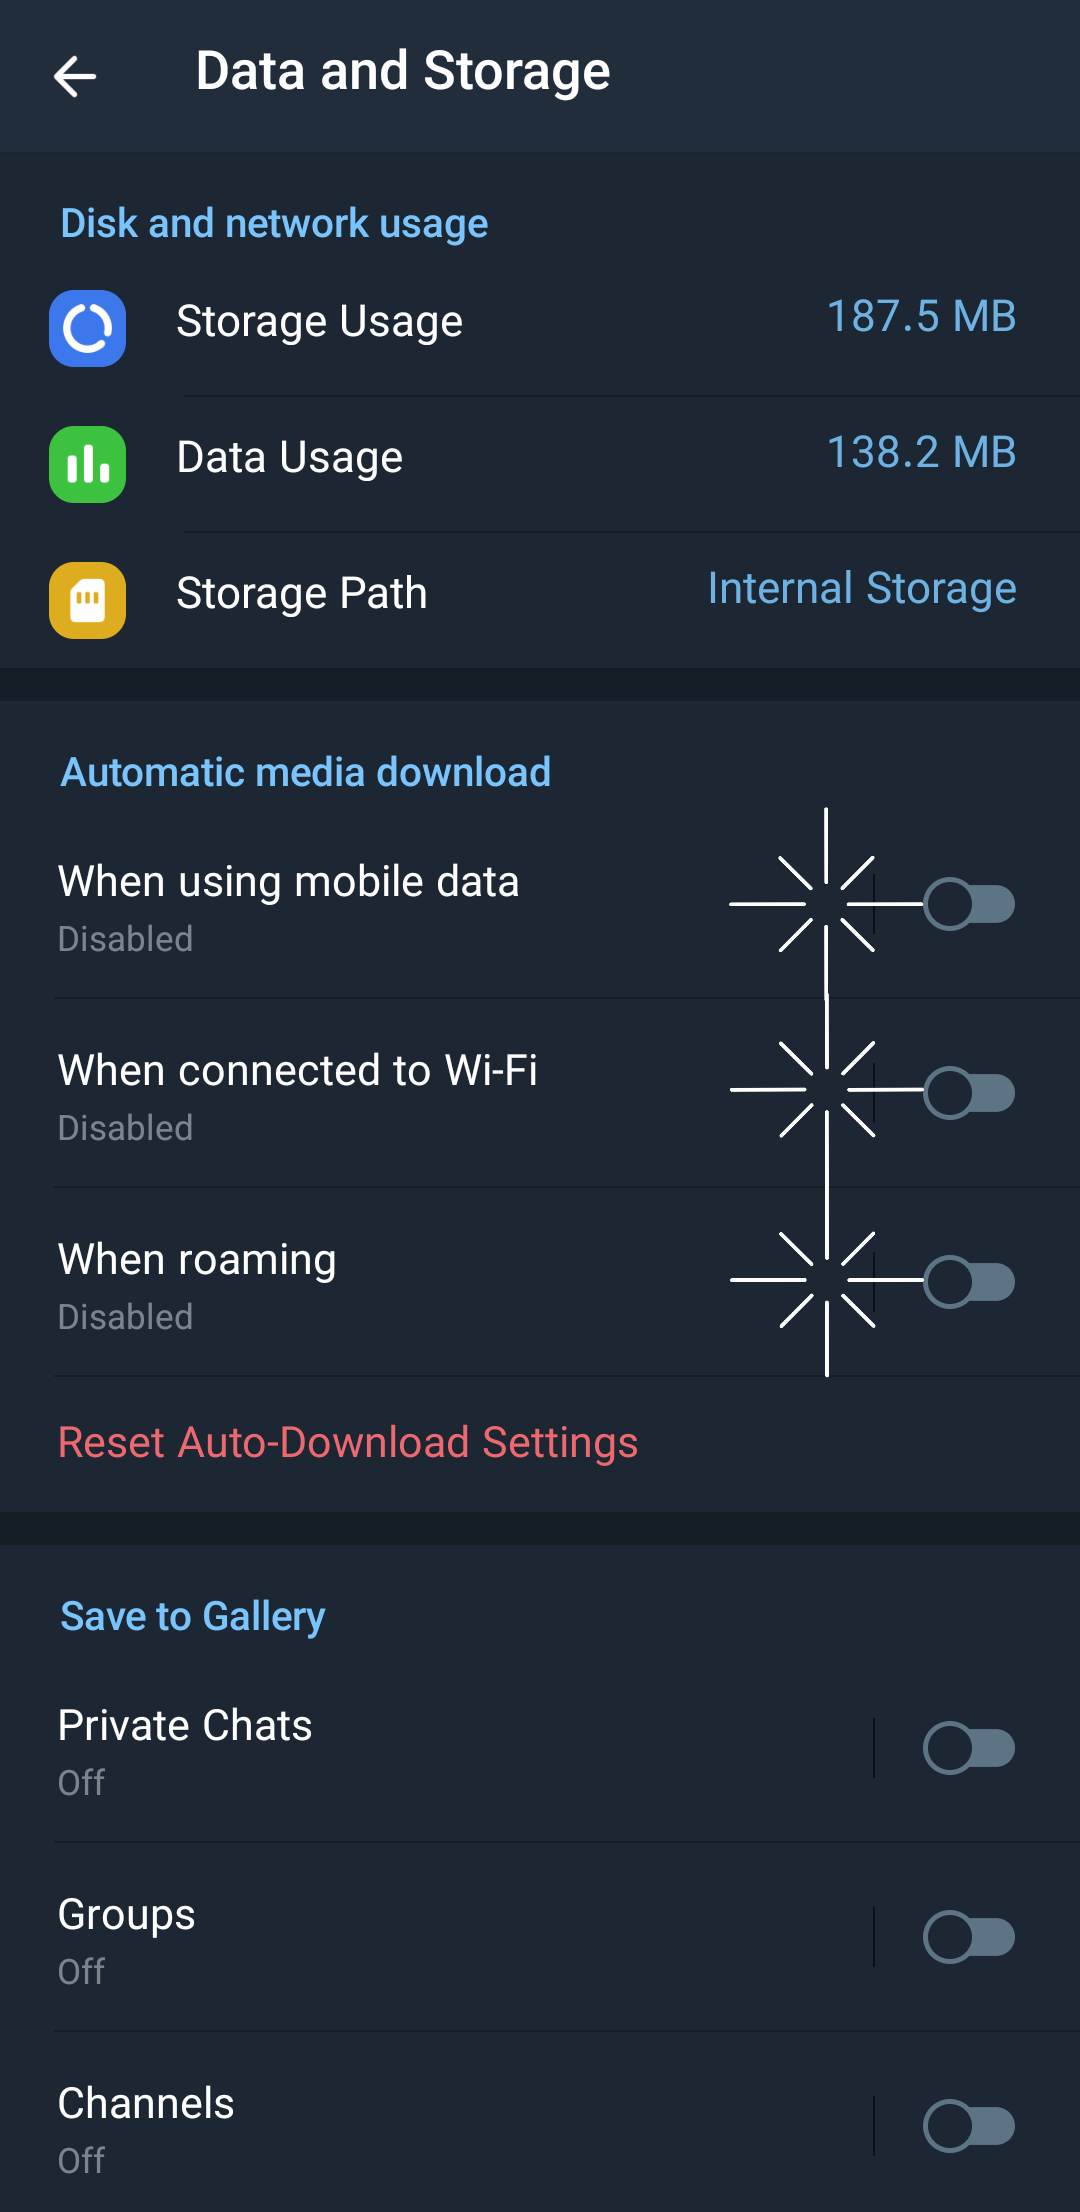 Data and Storage
Disk and network usage
Storage Usage 187.5 MB
Data Usage 138.2 MB
Storage Path Internal Storage
Automatic media download
When using mobile data
Disabled
When connected to Wi-Fi
Disabled
When roaming
Disabled
Reset Auto-Download Settings
Save to Gallery
Private Chats
Off
Groups
Off
Channels
Off